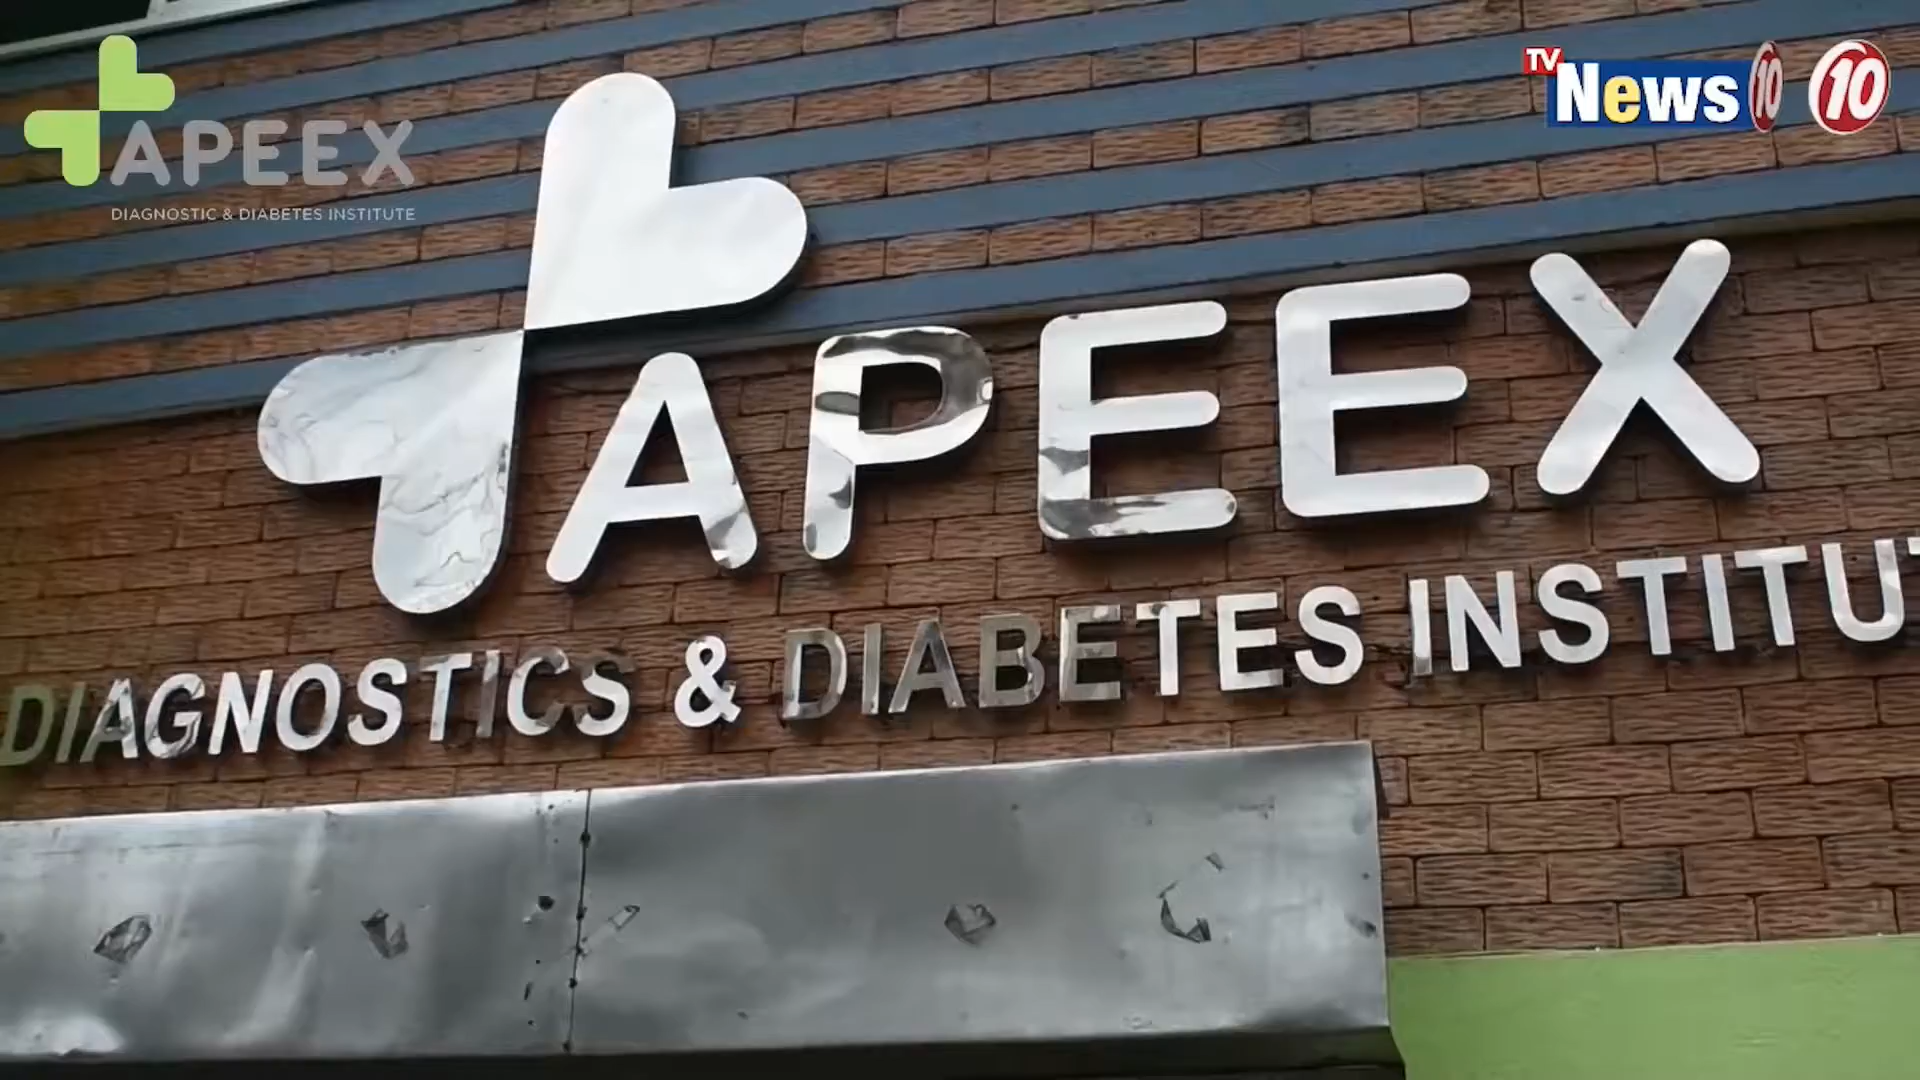 APEEX
DIAGNOSTIC & DIABETES INSTITUTE
TV
News 10
10
APEEX
DIAGNOSTICS & DIABETES INSTITUT